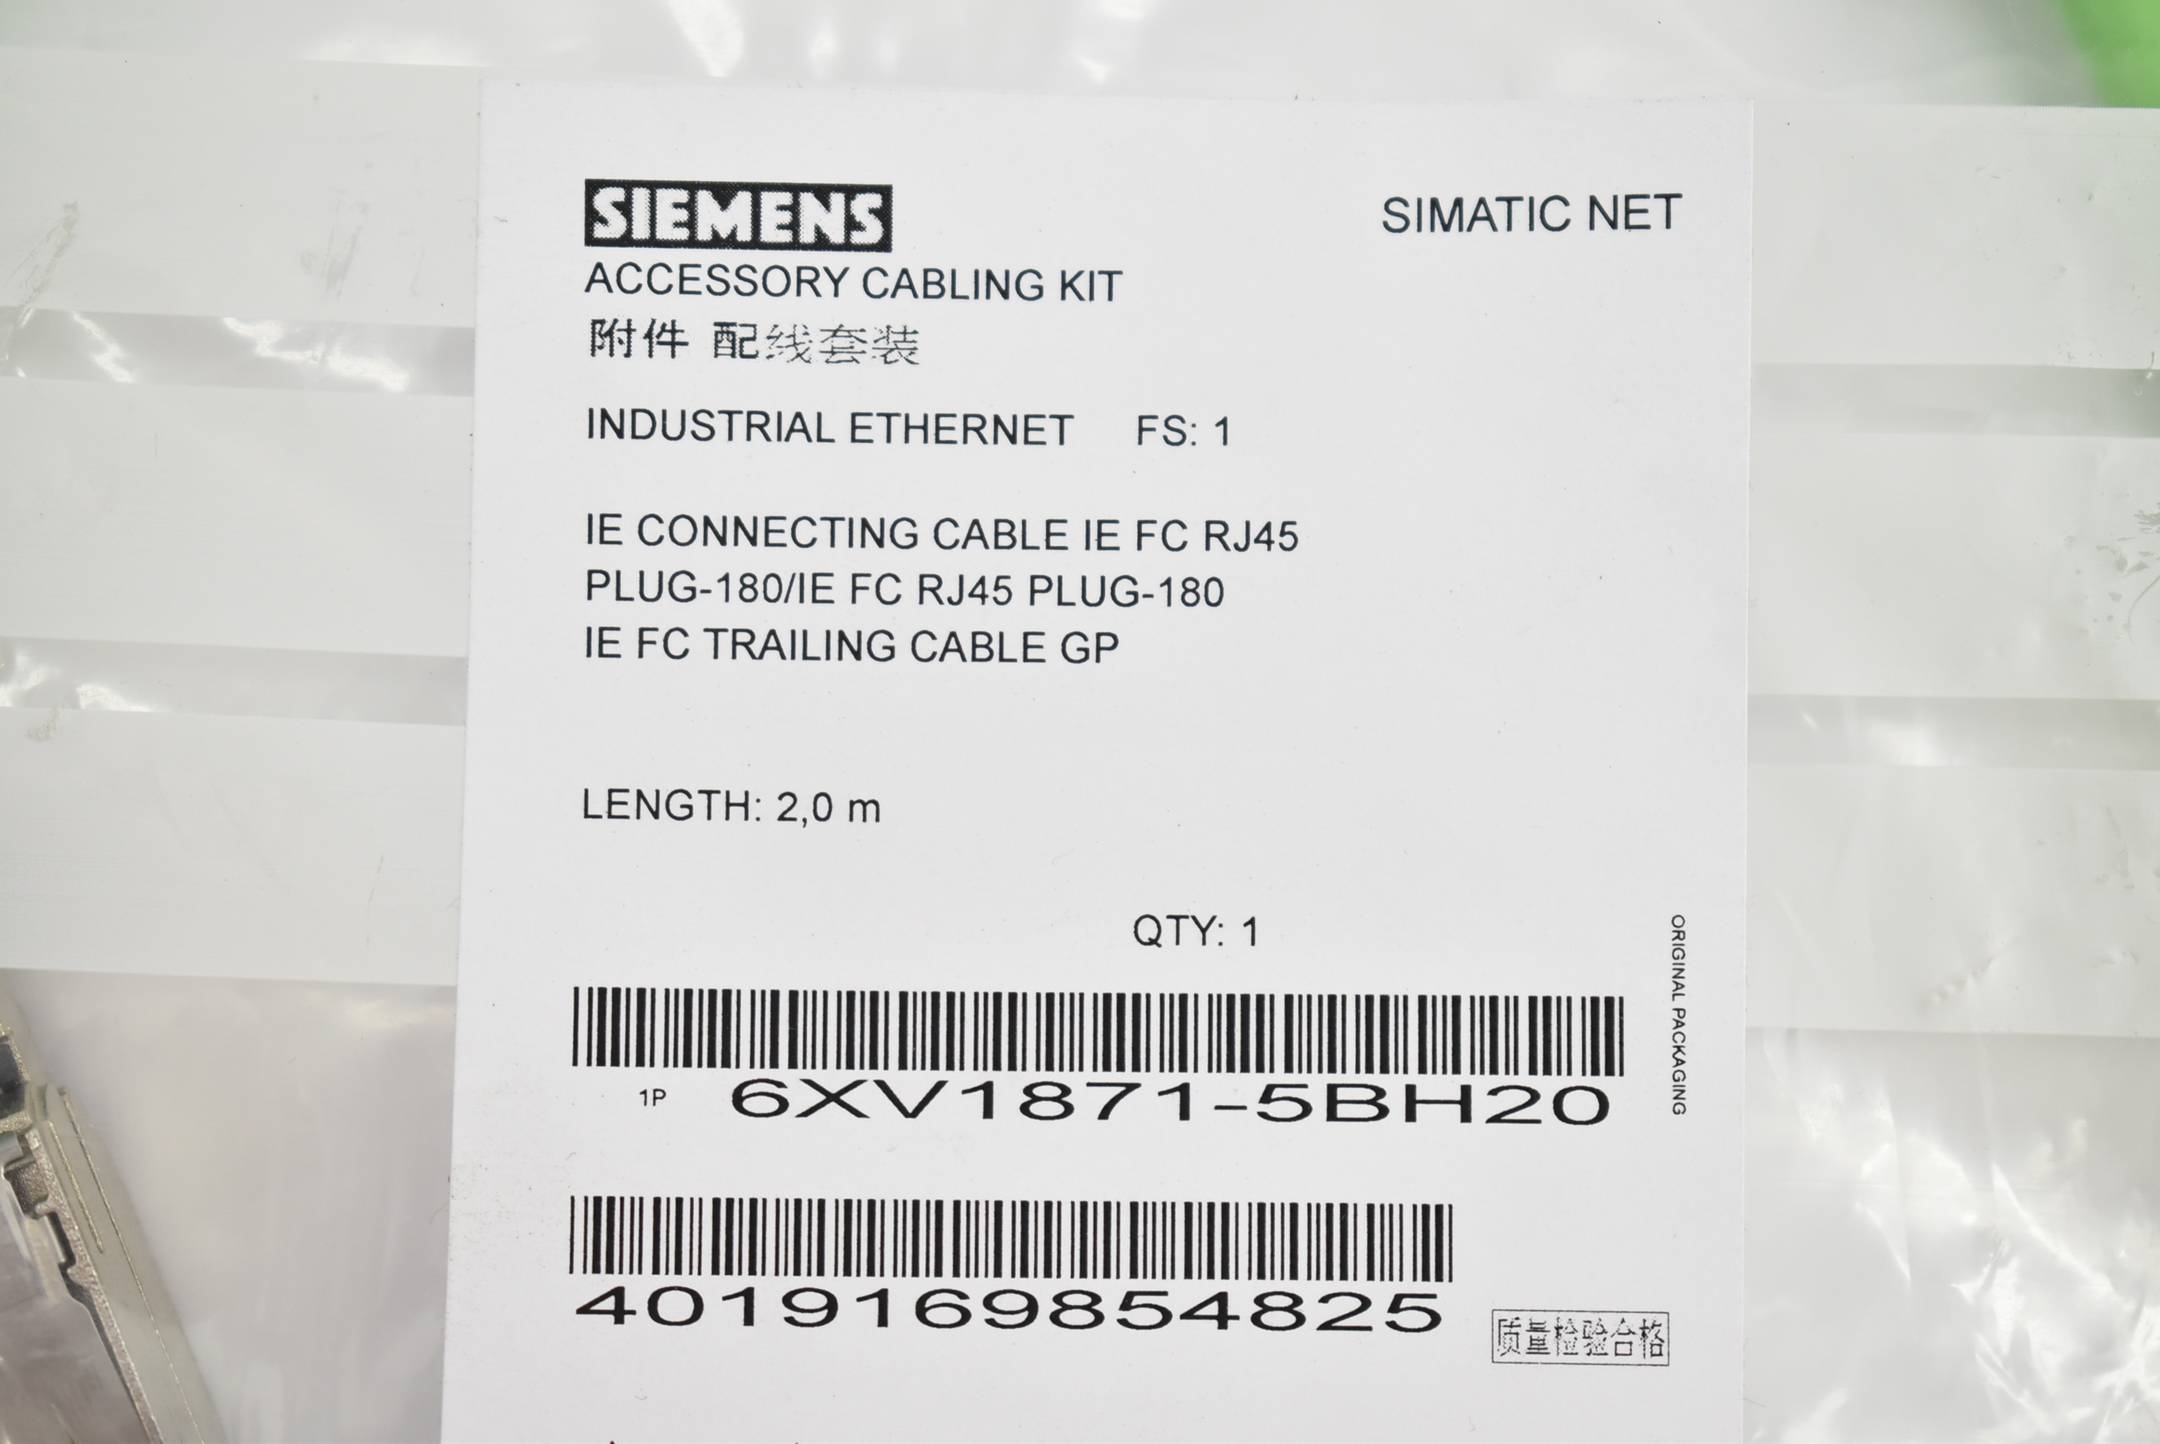 SIEMENS
SIMATIC NET
ACCESSORY CABLING KIT
附件 配线套装
INDUSTRIAL ETHERNET FS: 1
IE CONNECTING CABLE IE FC RJ45
PLUG-180/IE FC RJ45 PLUG-180
IE FC TRAILING CABLE GP
LENGTH: 2,0 m
QTY: 1
ORIGINAL PACKAGING
1P 6XV1871-5BH20
4019169854825
质量检验合格